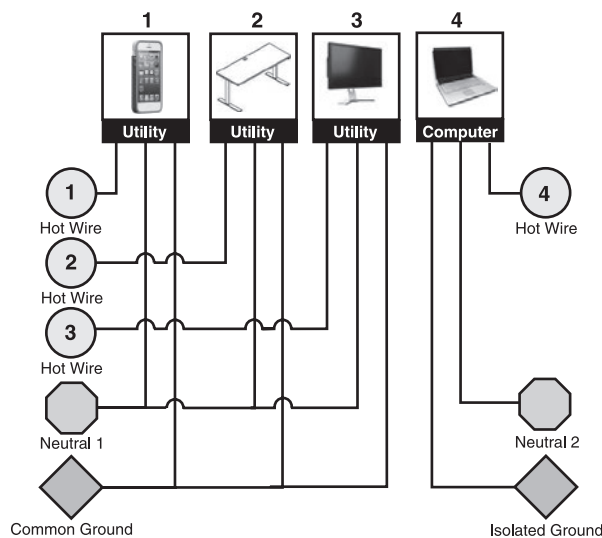 1 2 3 4
Utility Utility Utility Computer
1
Hot Wire
4
Hot Wire
2
Hot Wire
3
Hot Wire
Neutral 1
Neutral 2
Common Ground
Isolated Ground